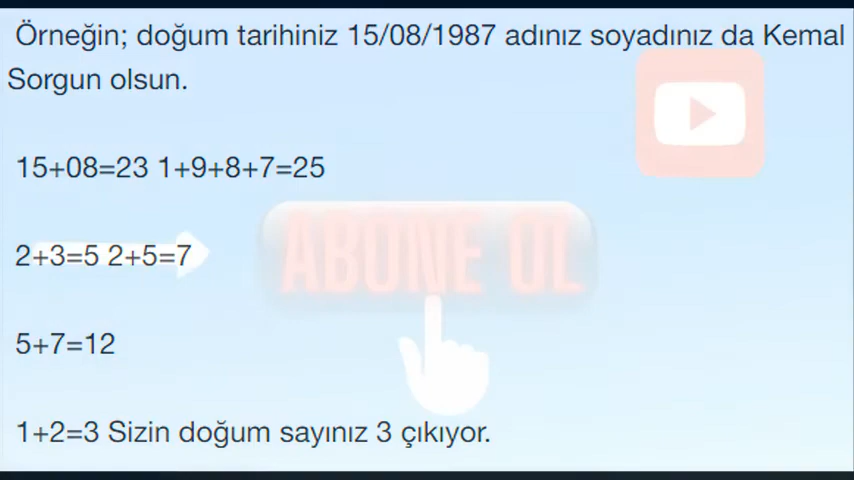 Örneğin; doğum tarihiniz 15/08/1987 adınız soyadınız da Kemal
Sorgun olsun.
15+08=23 1+9+8+7=25
2+3=5 2+5=7
ABONE OL
5+7=12
1+2=3 Sizin doğum sayınız 3 çıkıyor.